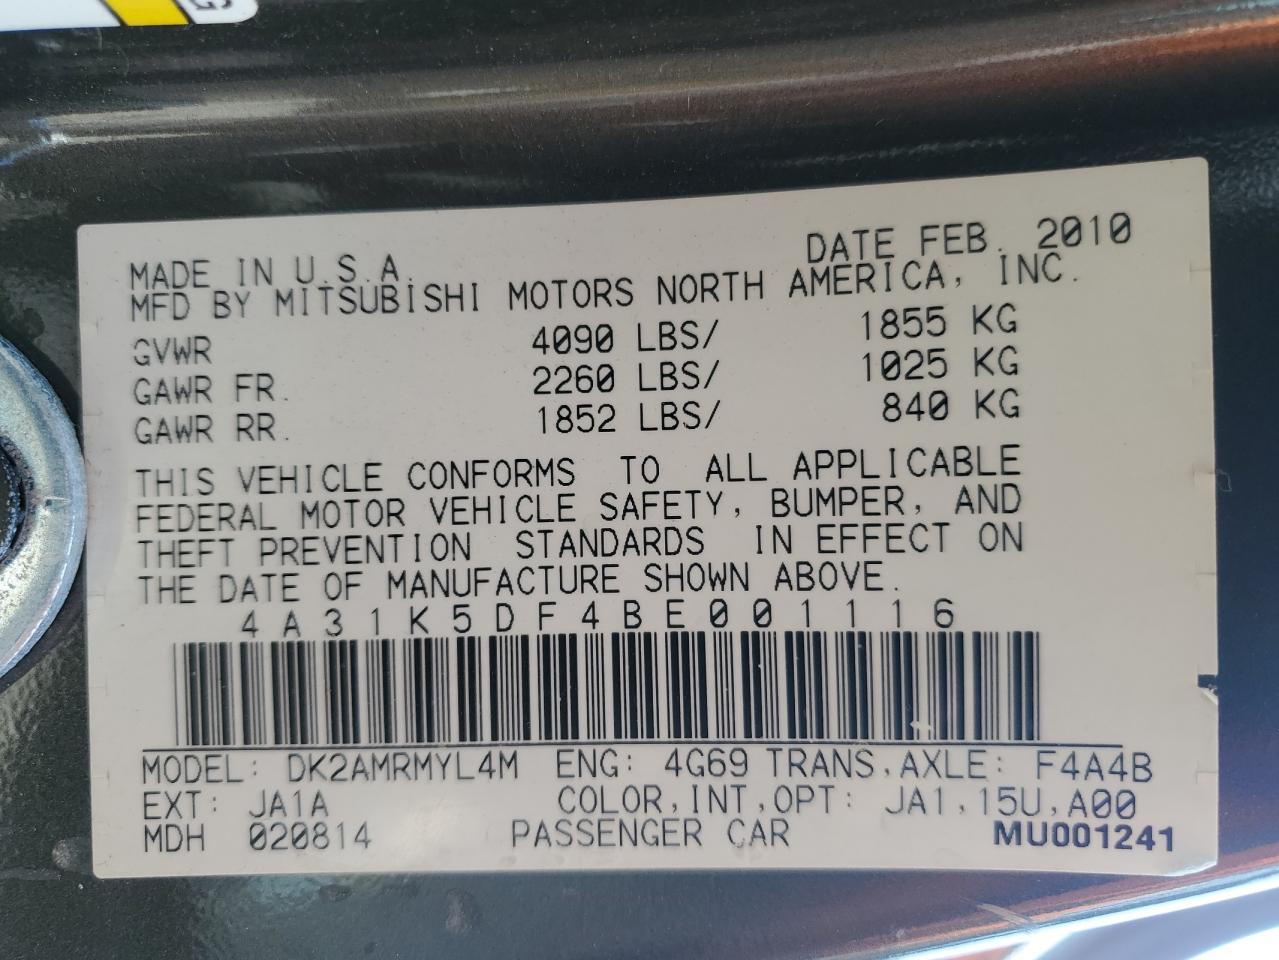 MADE IN U.S.A. DATE FEB. 2010
MFD BY MITSUBISHI MOTORS NORTH AMERICA, INC.
GVWR 4090 LBS/ 1855 KG
GAWR FR. 2260 LBS/ 1025 KG
GAWR RR. 1852 LBS/ 840 KG
THIS VEHICLE CONFORMS TO ALL APPLICABLE
FEDERAL MOTOR VEHICLE SAFETY, BUMPER, AND
THEFT PREVENTION STANDARDS IN EFFECT ON
THE DATE OF MANUFACTURE SHOWN ABOVE.
4A31K5DF4BE001116
MODEL: DK2AMRMYL4M ENG: 4G69 TRANS,AXLE: F4A4B
EXT: JA1A COLOR,INT,OPT: JA1,15U,A00
MDH 020814 PASSENGER CAR MU001241